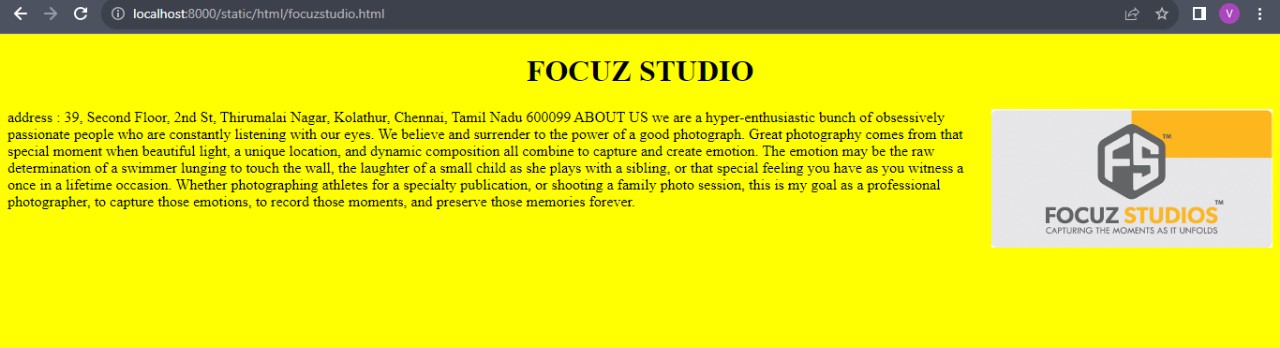 localhost:8000/static/html/focuzstudio.html
V
FOCUZ STUDIO
address : 39, Second Floor, 2nd St, Thirumalai Nagar, Kolathur, Chennai, Tamil Nadu 600099 ABOUT US we are a hyper-enthusiastic bunch of obsessively
passionate people who are constantly listening with our eyes. We believe and surrender to the power of a good photograph. Great photography comes from that
special moment when beautiful light, a unique location, and dynamic composition all combine to capture and create emotion. The emotion may be the raw
determination of a swimmer lunging to touch the wall, the laughter of a small child as she plays with a sibling, or that special feeling you have as you witness a
once in a lifetime occasion. Whether photographing athletes for a specialty publication, or shooting a family photo session, this is my goal as a professional
photographer, to capture those emotions, to record those moments, and preserve those memories forever.
FS TM
FOCUZ STUDIOS TM
CAPTURING THE MOMENTS AS IT UNFOLDS